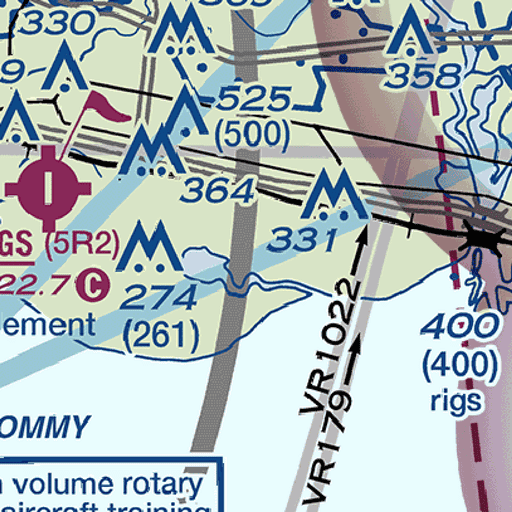 330
9
358
525
(500)
364
331
GS (5R2)
22.7 C
274
(261)
ement
VR1022
VR179
400
(400)
rigs
OMMY
volume rotary
aircraft training